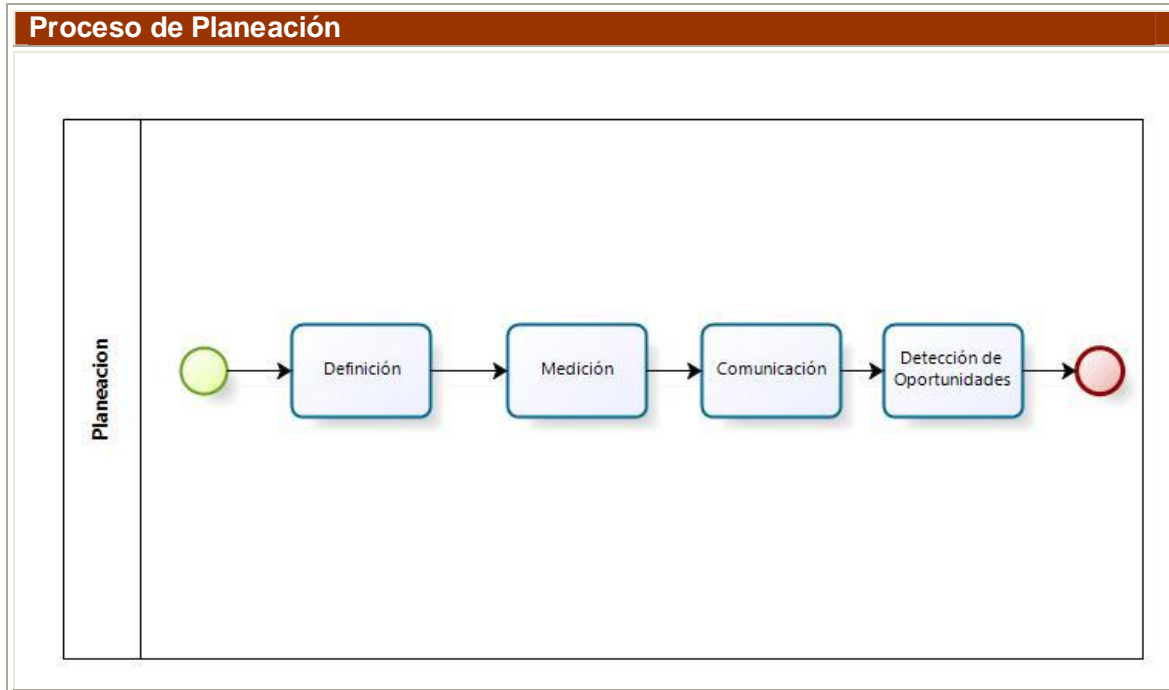 Proceso de Planeación
Planeacion
Definición
Medición
Comunicación
Detección de
Oportunidades